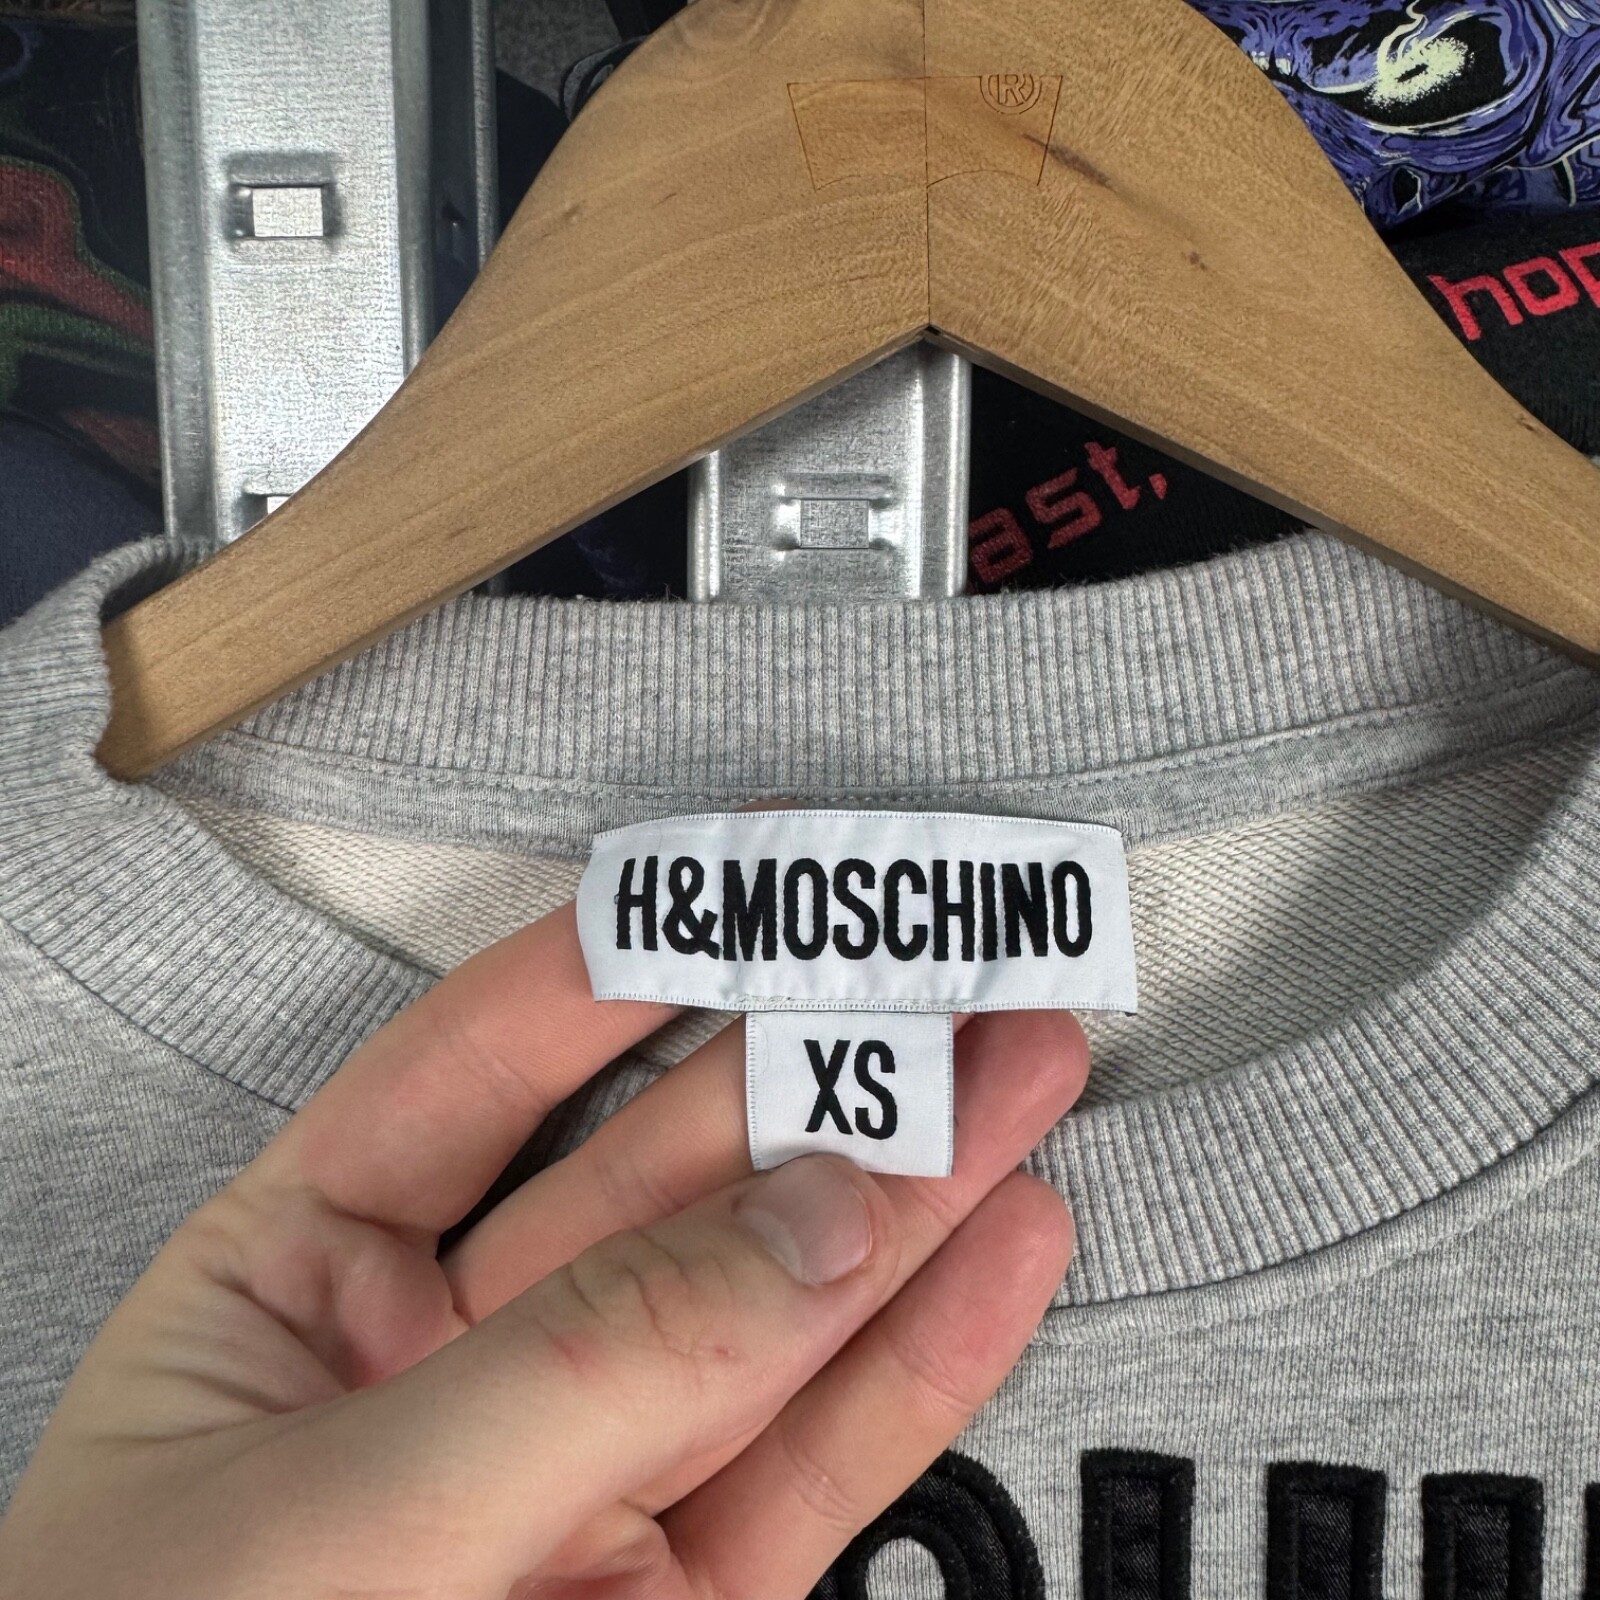 ®
hop
ast,
H&MOSCHINO
XS